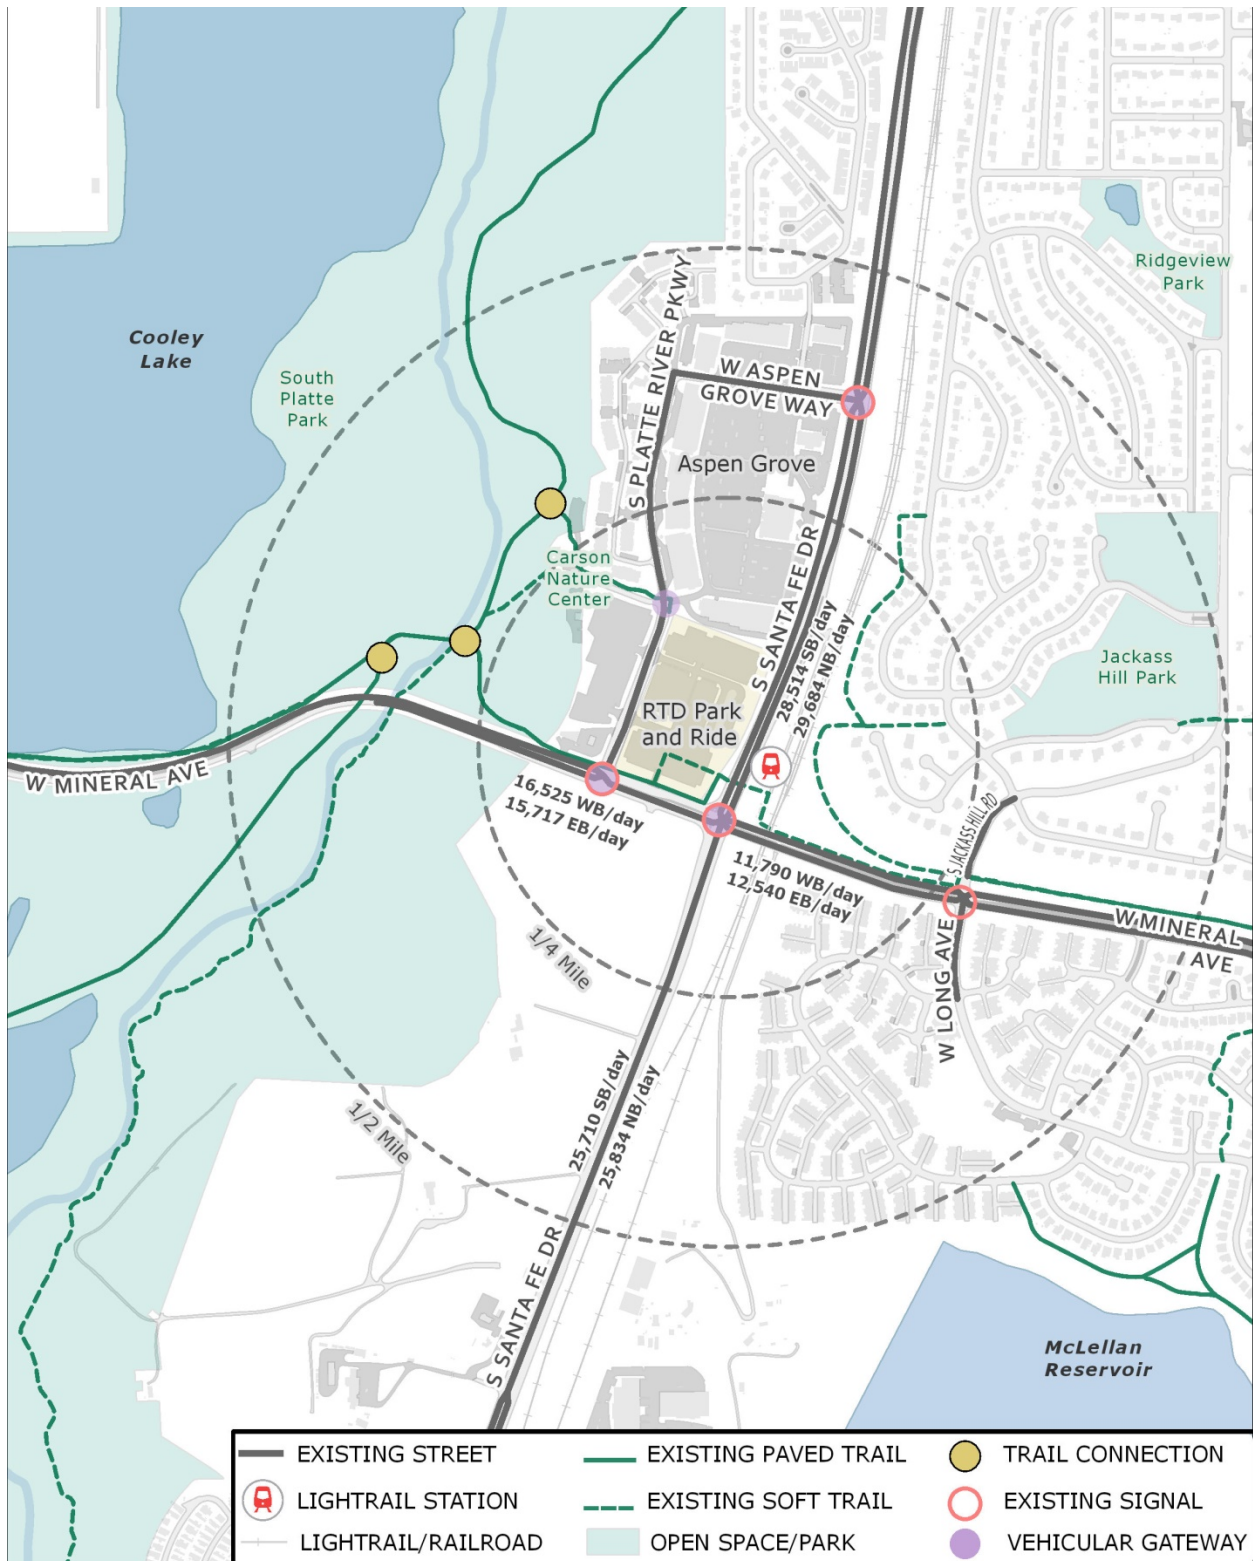 Ridgeview
Park
Cooley
Lake
South
Platte
Park
S PLATTE RIVER PKWY
W ASPEN
GROVE WAY
Aspen Grove
S SANTA FE DR
28,514 SB/day
29,684 NB/day
Carson
Nature
Center
Jackass
Hill Park
RTD Park
and Ride
W MINERAL AVE
16,525 WB/day
15,717 EB/day
S JACKASS HILL RD
11,790 WB/day
12,540 EB/day
W MINERAL
AVE
W LONG AVE
1/4 Mile
25,710 SB/day
25,834 NB/day
1/2 Mile
S SANTA FE DR
McLellan
Reservoir
EXISTING STREET
EXISTING PAVED TRAIL
TRAIL CONNECTION
LIGHTRAIL STATION
EXISTING SOFT TRAIL
EXISTING SIGNAL
LIGHTRAIL/RAILROAD
OPEN SPACE/PARK
VEHICULAR GATEWAY